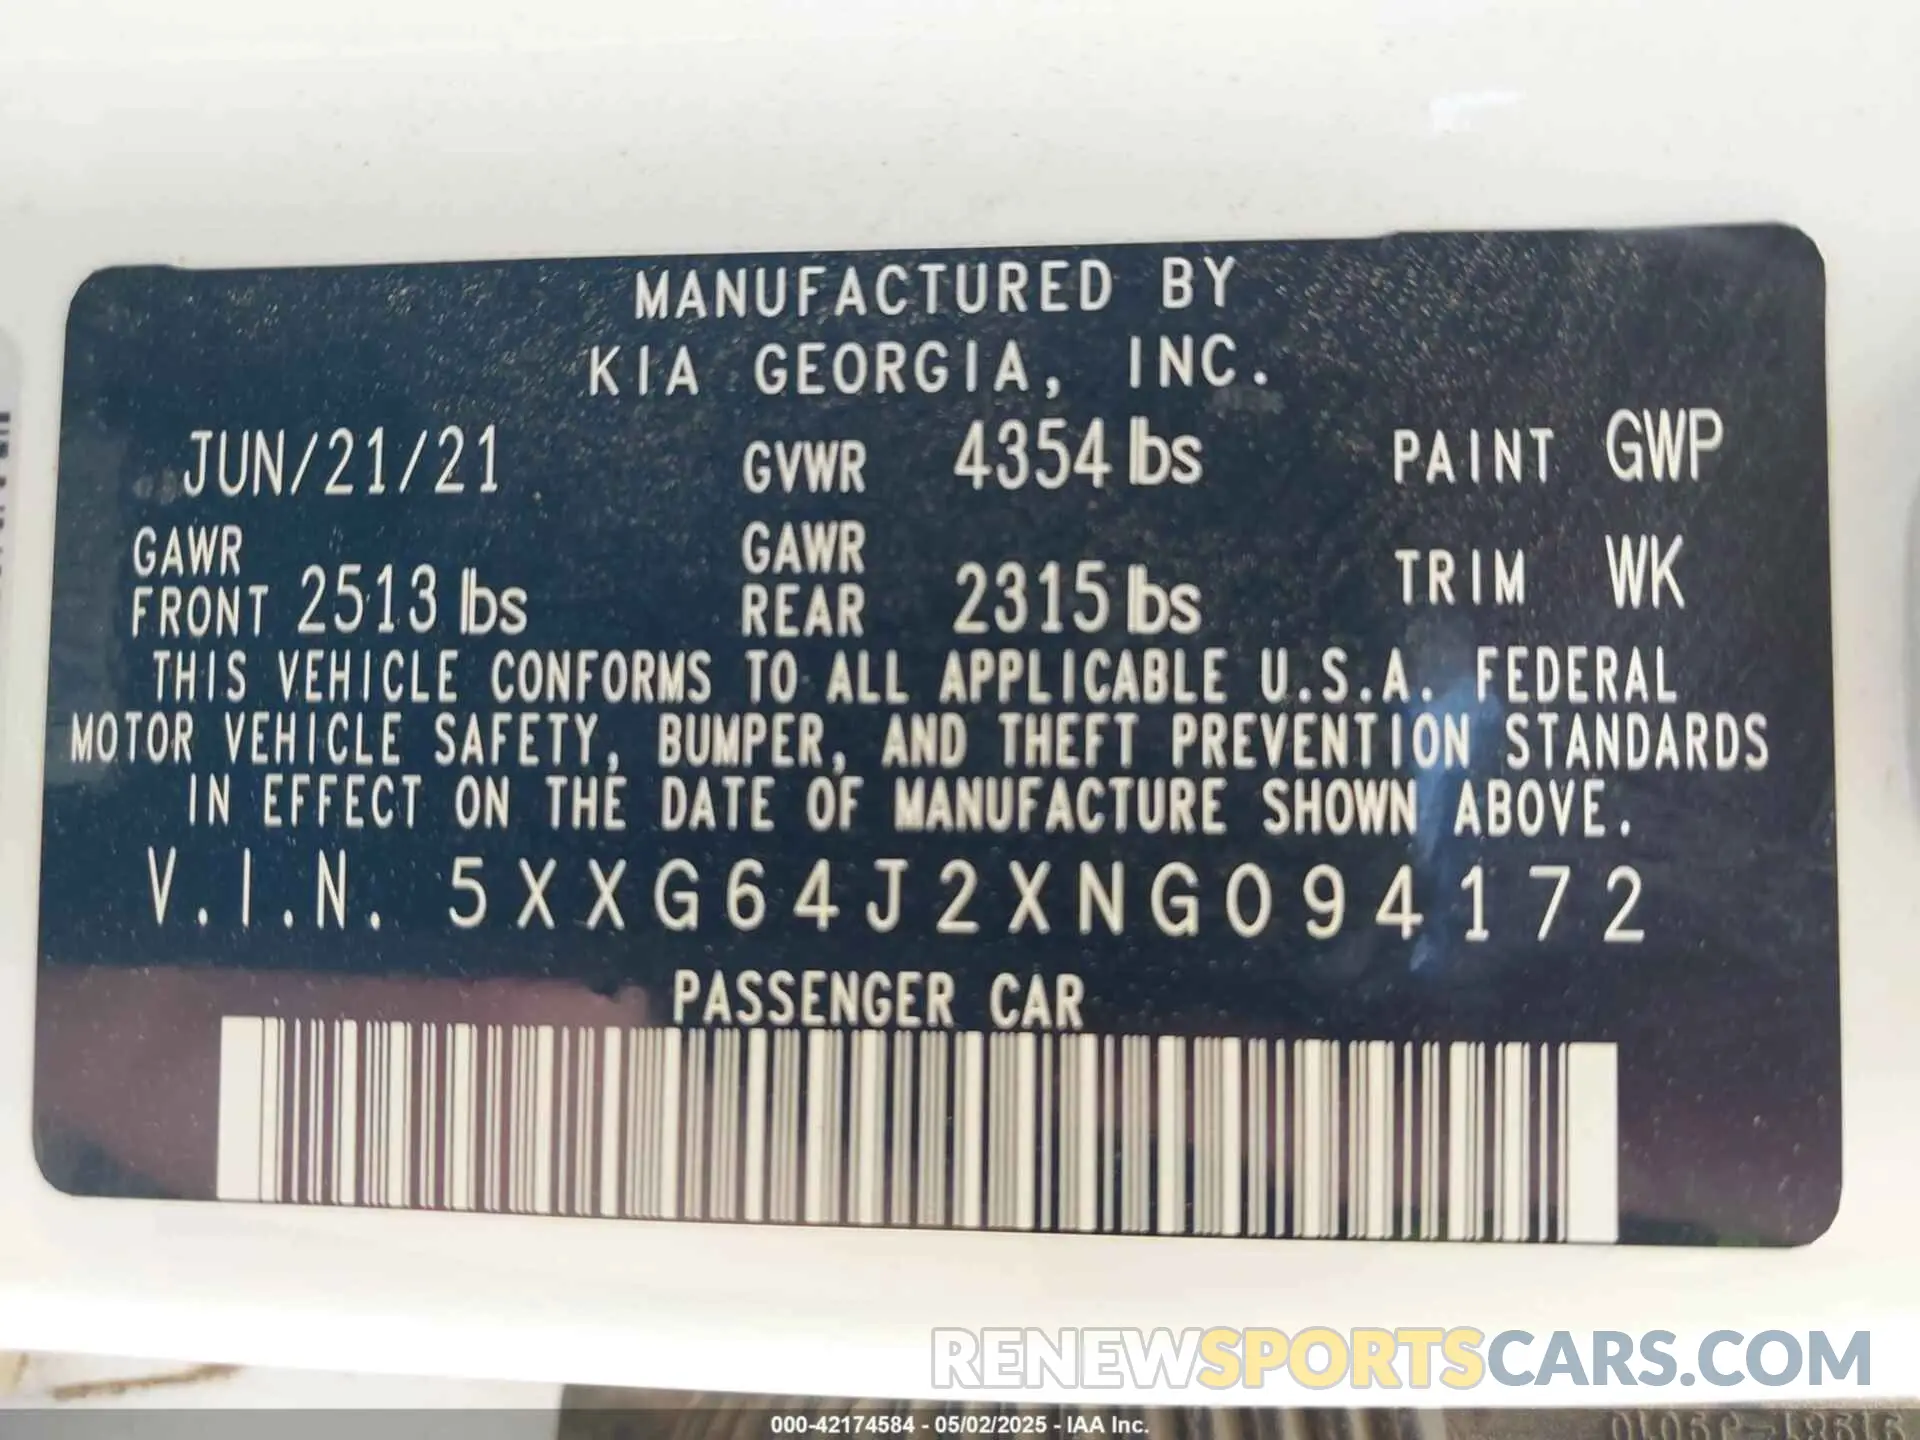 MANUFACTURED BY
KIA GEORGIA, INC.
JUN/21/21 GVWR 4354 lbs PAINT GWP
GAWR FRONT 2513 lbs GAWR REAR 2315 lbs TRIM WK
THIS VEHICLE CONFORMS TO ALL APPLICABLE U.S.A. FEDERAL
MOTOR VEHICLE SAFETY, BUMPER, AND THEFT PREVENTION STANDARDS
IN EFFECT ON THE DATE OF MANUFACTURE SHOWN ABOVE.
V.I.N. 5XXG64J2XNG094172
PASSENGER CAR
RENEWSPORTSCARS.COM
000-42174584 - 05/02/2025 - IAA Inc.